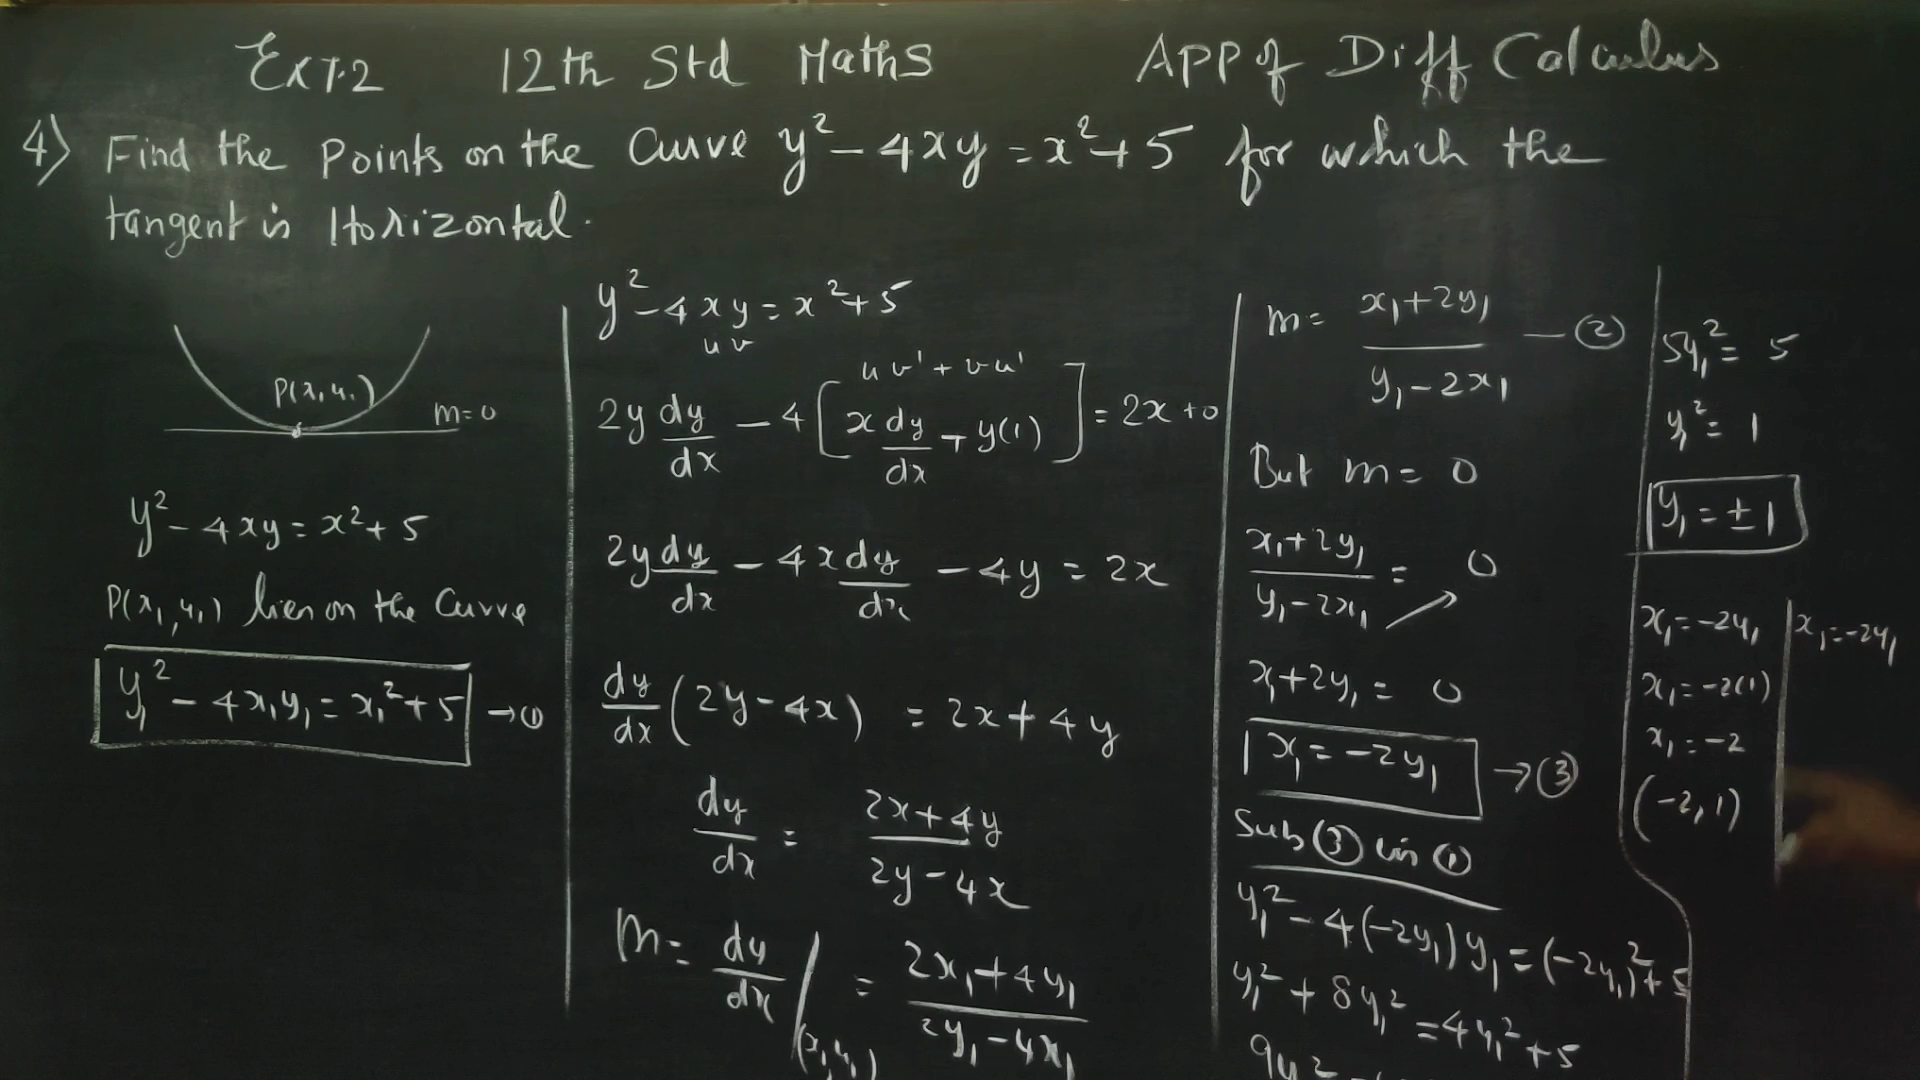 Ex 7.2 12th Std Maths APP of Diff Calculus
4) Find the Points on the Curve y² - 4xy = x² + 5 for which the
tangent is Horizontal.
P(x₁, y₁)
m = 0
y² - 4xy = x² + 5
P(x₁, y₁) lies on the Curve
y₁² - 4x₁y₁ = x₁² + 5 → ①
y² - 4xy = x² + 5
u v
uv' + vu'
2y dy/dx - 4[x dy/dx + y(1)] = 2x + 0
2y dy/dx - 4x dy/dx - 4y = 2x
dy/dx (2y - 4x) = 2x + 4y
dy/dx = (2x + 4y)/(2y - 4x)
m = dy/dx /(x₁, y₁) = (2x₁ + 4y₁)/(2y₁ - 4x₁)
m = (x₁ + 2y₁)/(y₁ - 2x₁) — ②
But m = 0
(x₁ + 2y₁)/(y₁ - 2x₁) = 0
x₁ + 2y₁ = 0
x₁ = -2y₁ → ③
Sub ③ in ①
y₁² - 4(-2y₁)y₁ = (-2y₁)² + 5
y₁² + 8y₁² = 4y₁² + 5
9y²
5y₁² = 5
y₁² = 1
y₁ = ±1
x₁ = -2y₁
x₁ = -2(1)
x₁ = -2
(-2, 1)
x₁ = -2y₁